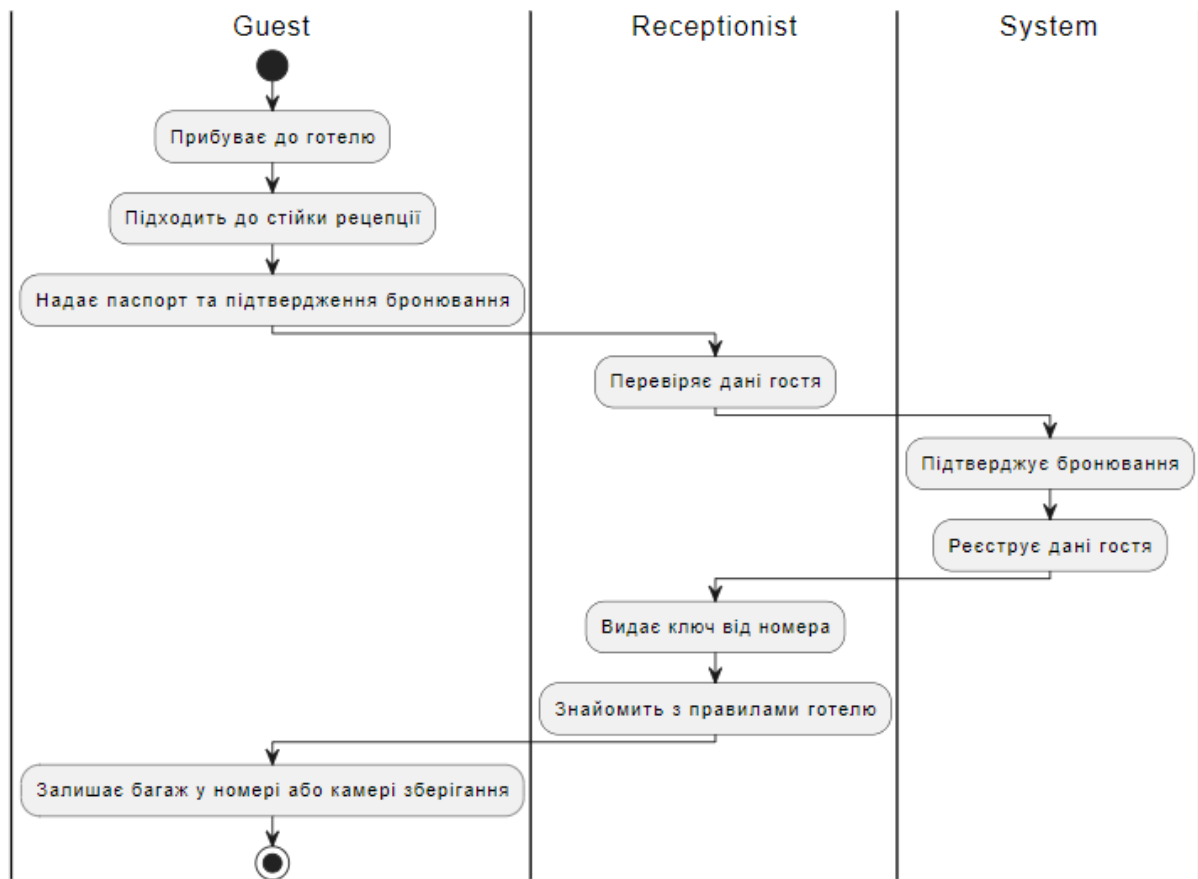 Guest
Receptionist
System
Прибуває до готелю
Підходить до стійки рецепції
Надає паспорт та підтвердження бронювання
Перевіряє дані гостя
Підтверджує бронювання
Реєструє дані гостя
Видає ключ від номера
Знайомить з правилами готелю
Залишає багаж у номері або камері зберігання